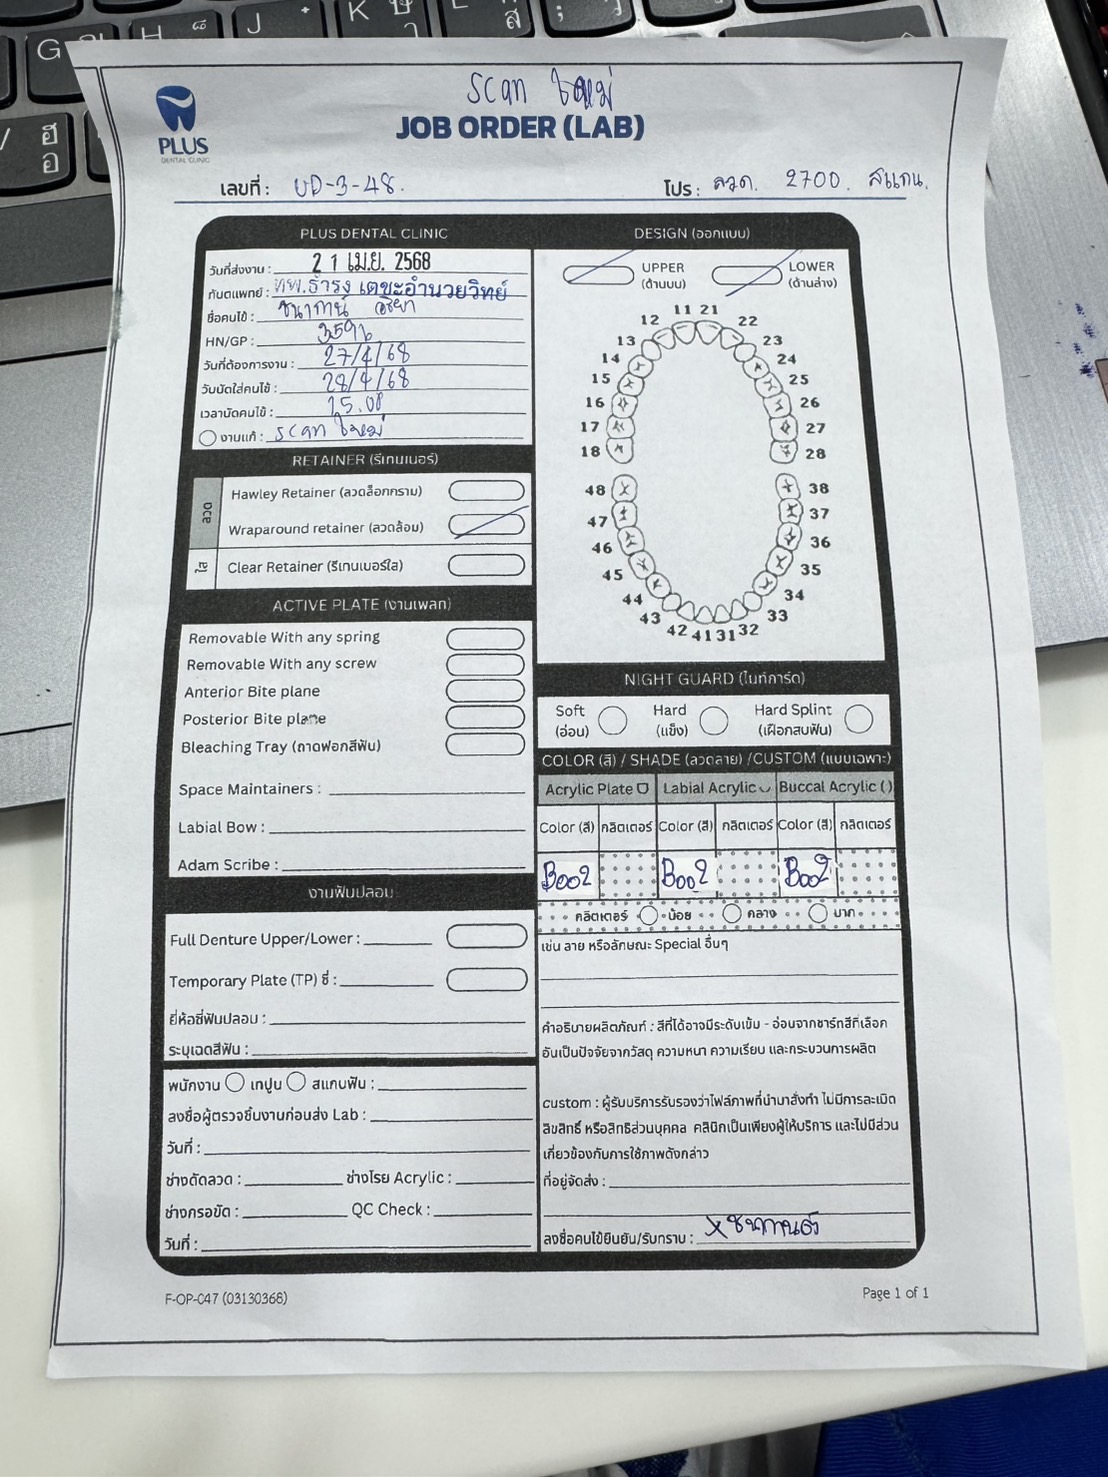 scan ใหม่
PLUS
DENTAL CLINIC
JOB ORDER (LAB)
เลขที่ : UD-3-48.
โปร : ลวด. 2700. สแกน.
PLUS DENTAL CLINIC
วันที่ส่งงาน : 21 เม.ย. 2568
ทันตแพทย์ : ทพ.ธำรง เตชะอำนวยวิทย์
ชื่อคนไข้ : ชนากานต์
HN/GP :
วันที่ต้องการงาน : 27/4/68
วันนัดใส่คนไข้ : 28/4/68
เวลานัดคนไข้ : 15.00
งานแก้ : scan ใหม่
RETAINER (รีเทนเนอร์)
ลวด
Hawley Retainer (ลวดล็อกกราม)
Wraparound retainer (ลวดล้อม)
ใส
Clear Retainer (รีเทนเนอร์ใส)
ACTIVE PLATE (งานเพลท)
Removable With any spring
Removable With any screw
Anterior Bite plane
Posterior Bite plane
Bleaching Tray (ถาดฟอกสีฟัน)
Space Maintainers :
Labial Bow :
Adam Scribe :
งานฟันปลอม
Full Denture Upper/Lower :
Temporary Plate (TP) ซี่ :
ยี่ห้อซี่ฟันปลอม :
ระบุเฉดสีฟัน :
พนักงาน เทปูน สแกนฟัน :
ลงชื่อผู้ตรวจชิ้นงานก่อนส่ง Lab :
วันที่ :
ช่างดัดลวด : ช่างโรย Acrylic :
ช่างกรอขัด : QC Check :
วันที่ :
DESIGN (ออกแบบ)
UPPER
(ด้านบน)
LOWER
(ด้านล่าง)
11 21
12 22
13 23
14 24
15 25
16 26
17 27
18 28
48 38
47 37
46 36
45 35
44 34
43 33
42 41 31 32
NIGHT GUARD (ไนท์การ์ด)
Soft
(อ่อน)
Hard
(แข็ง)
Hard Splint
(เฝือกสบฟัน)
COLOR (สี) / SHADE (ลวดลาย) /CUSTOM (แบบเฉพาะ)
Acrylic Plate Labial Acrylic Buccal Acrylic ()
Color (สี) กลิตเตอร์ Color (สี) กลิตเตอร์ Color (สี) กลิตเตอร์
B002 B002 B002
กลิตเตอร์ น้อย กลาง มาก
เช่น ลาย หรือลักษณะ Special อื่นๆ
คำอธิบายผลิตภัณฑ์ : สีที่ได้อาจมีระดับเข้ม - อ่อนจากชาร์ทสีที่เลือก
อันเป็นปัจจัยจากวัสดุ ความหนา ความเรียบ และกระบวนการผลิต
custom : ผู้รับบริการรับรองว่าไฟล์ภาพที่นำมาสั่งทำ ไม่มีการละเมิด
ลิขสิทธิ์ หรือสิทธิส่วนบุคคล คลินิกเป็นเพียงผู้ให้บริการ และไม่มีส่วน
เกี่ยวข้องกับการใช้ภาพดังกล่าว
ที่อยู่จัดส่ง :
ลงชื่อคนไข้ยืนยัน/รับทราบ : x ชนากานต์
F-OP-047 (03130368)
Page 1 of 1